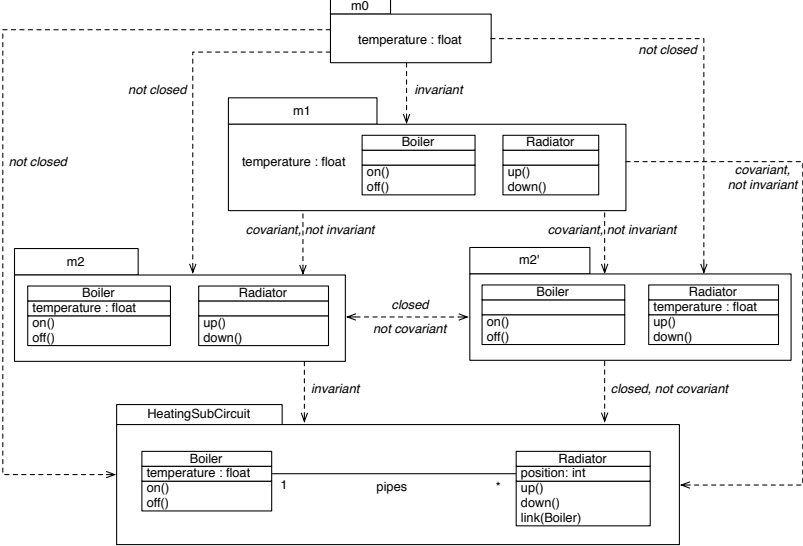 m0
temperature : float
not closed
not closed
invariant
m1
not closed
temperature : float
Boiler
on()
off()
Radiator
up()
down()
covariant,
not invariant
covariant, not invariant
covariant, not invariant
m2
Boiler
temperature : float
on()
off()
Radiator
up()
down()
closed
not covariant
m2'
Boiler
on()
off()
Radiator
temperature : float
up()
down()
invariant
closed, not covariant
HeatingSubCircuit
Boiler
temperature : float
on()
off()
1
pipes
*
Radiator
position: int
up()
down()
link(Boiler)